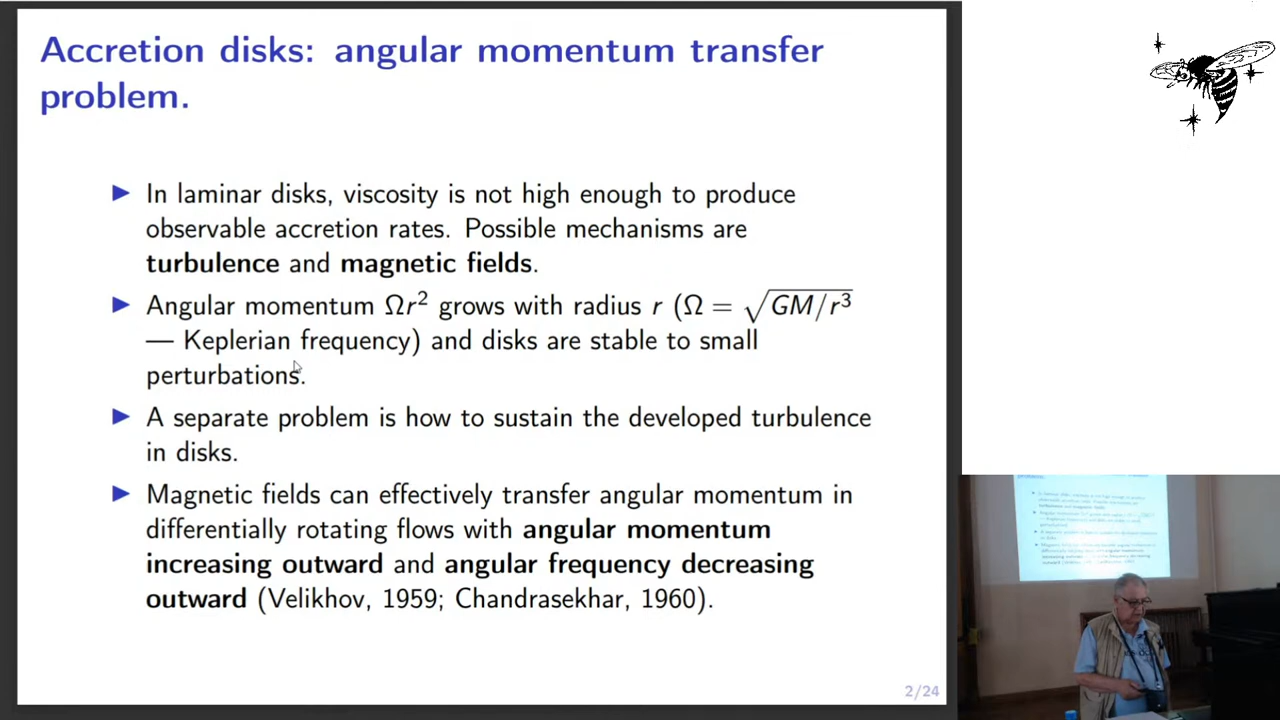 Accretion disks: angular momentum transfer
problem.
▶ In laminar disks, viscosity is not high enough to produce
observable accretion rates. Possible mechanisms are
turbulence and magnetic fields.
▶ Angular momentum Ωr² grows with radius r (Ω = √GM/r³
— Keplerian frequency) and disks are stable to small
perturbations.
▶ A separate problem is how to sustain the developed turbulence
in disks.
▶ Magnetic fields can effectively transfer angular momentum in
differentially rotating flows with angular momentum
increasing outward and angular frequency decreasing
outward (Velikhov, 1959; Chandrasekhar, 1960).
2/24